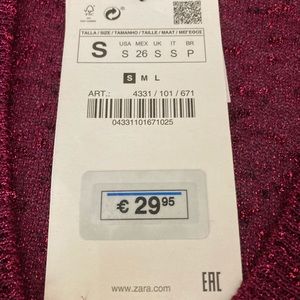 TALLA / SIZE / TAMANHO / TAILLE / MAAT / ΜΕΓΕΘΟΣ
S
USA MEX UK IT BR
S 26 S S P
S M L
ART.: 4331 / 101 / 671
04331101671025
€ 29 95
www.zara.com
EAC